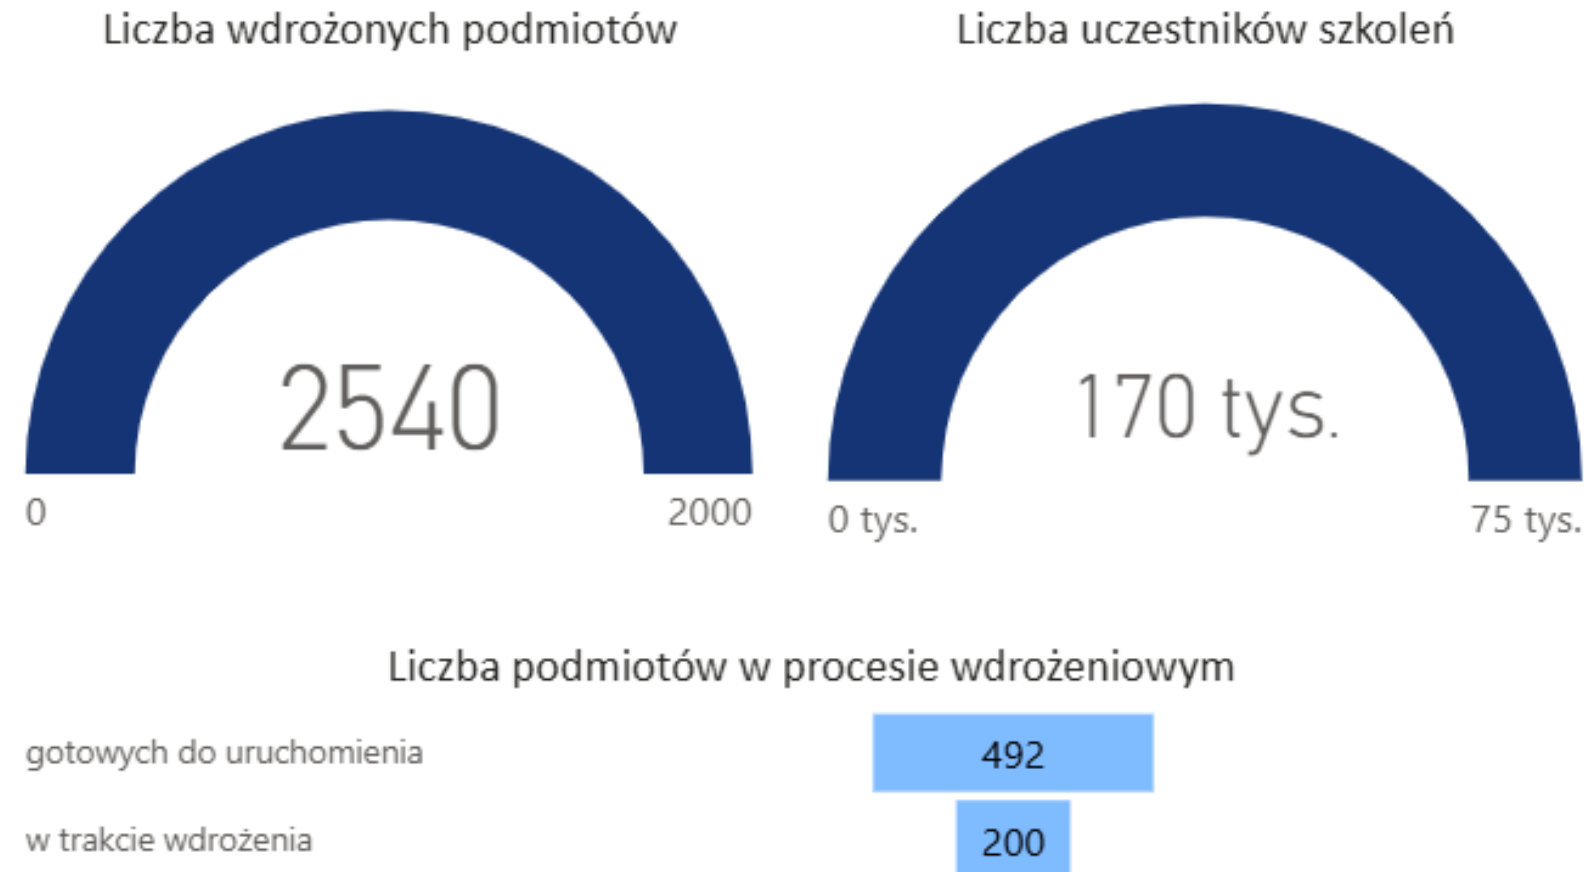 Liczba wdrożonych podmiotów
2540
0
2000
Liczba uczestników szkoleń
170 tys.
0 tys.
75 tys.
Liczba podmiotów w procesie wdrożeniowym
gotowych do uruchomienia
492
w trakcie wdrożenia
200